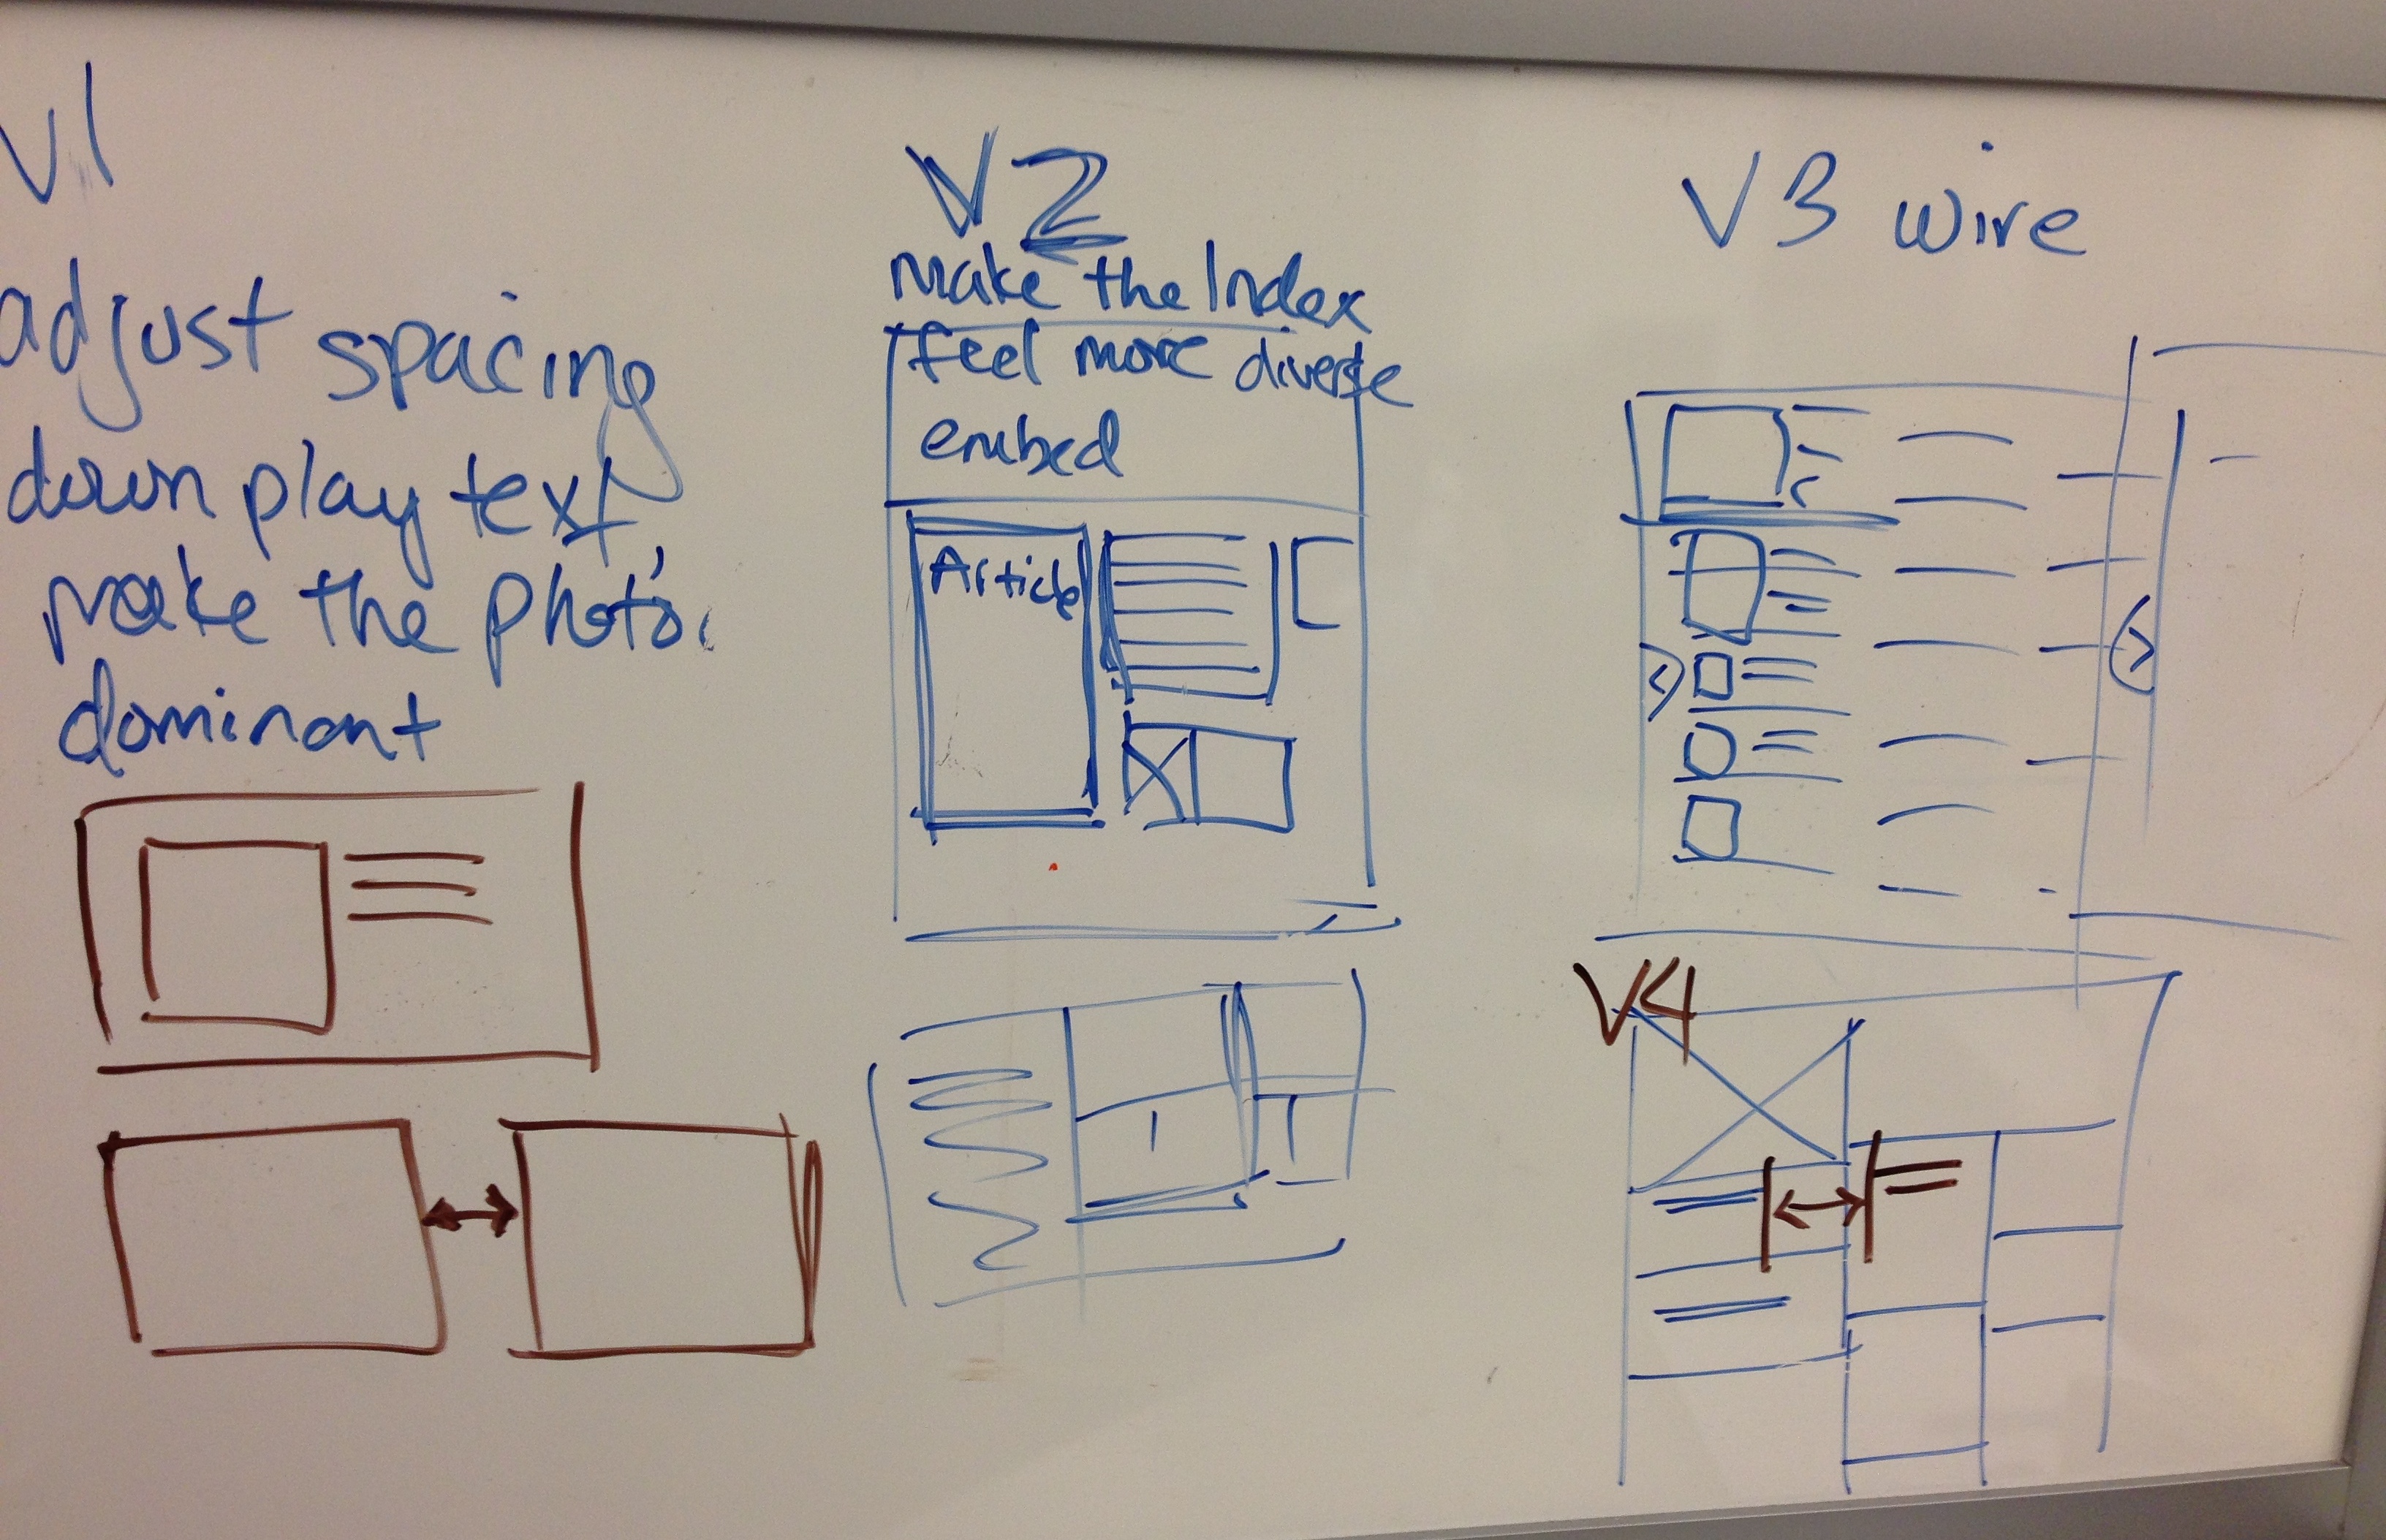 V1
adjust spacing
down play text,
make the photo
dominant
V2
make the Index
feel more diverse
embed
Article
V3 wire
V4